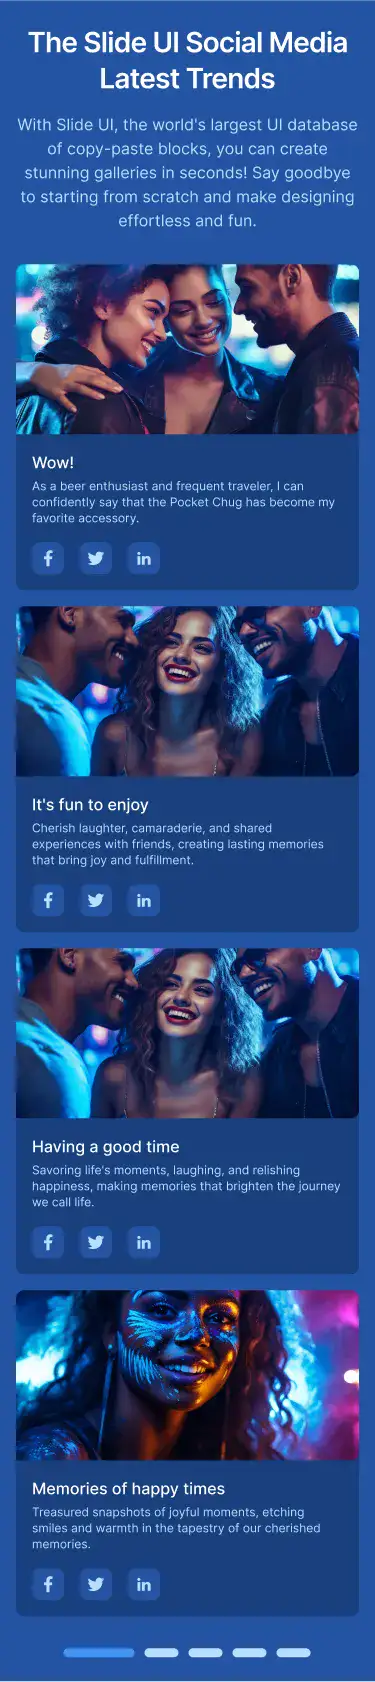 The Slide UI Social Media
Latest Trends
With Slide UI, the world's largest UI database
of copy-paste blocks, you can create
stunning galleries in seconds! Say goodbye
to starting from scratch and make designing
effortless and fun.
Wow!
As a beer enthusiast and frequent traveler, I can
confidently say that the Pocket Chug has become my
favorite accessory.
It's fun to enjoy
Cherish laughter, camaraderie, and shared
experiences with friends, creating lasting memories
that bring joy and fulfillment.
Having a good time
Savoring life's moments, laughing, and relishing
happiness, making memories that brighten the journey
we call life.
Memories of happy times
Treasured snapshots of joyful moments, etching
smiles and warmth in the tapestry of our cherished
memories.